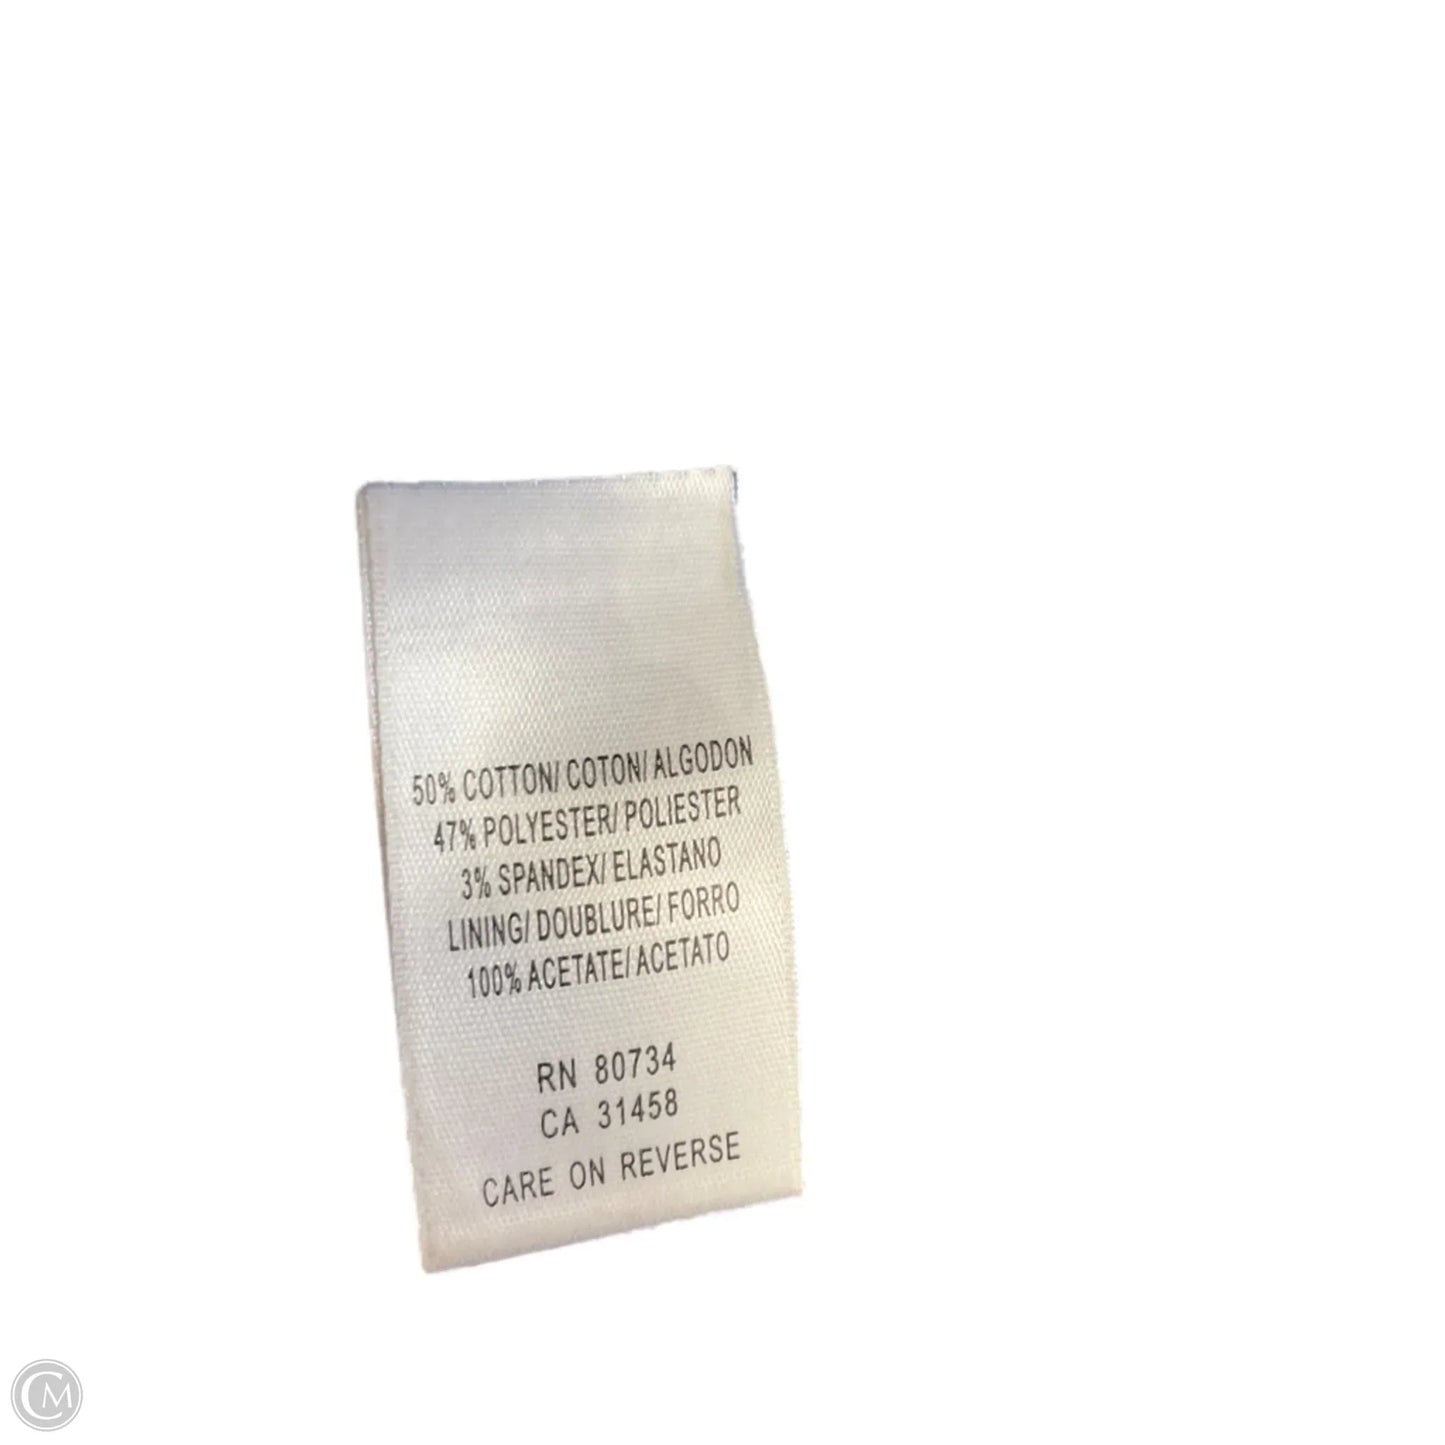 50% COTTON/ COTON/ ALGODON
47% POLYESTER/ POLIESTER
3% SPANDEX/ ELASTANO
LINING/ DOUBLURE/ FORRO
100% ACETATE/ ACETATO
RN 80734
CA 31458
CARE ON REVERSE
CM